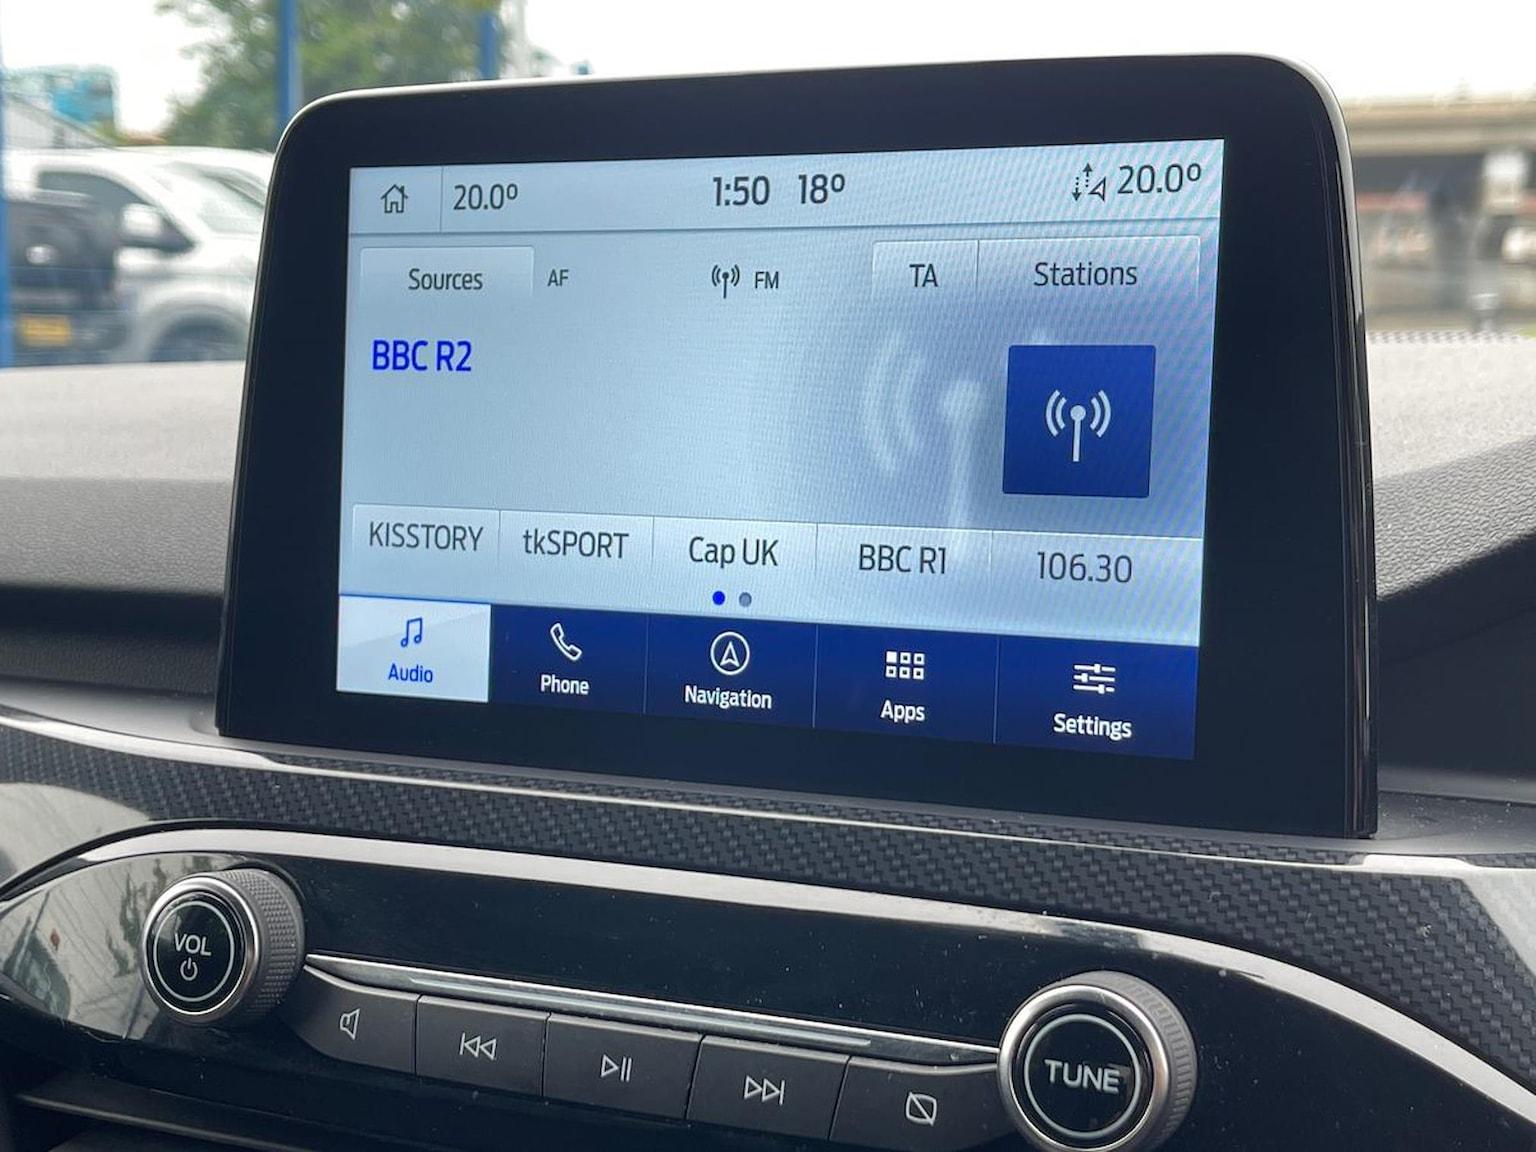 20.0º 1:50 18º 20.0º
Sources AF FM TA Stations
BBC R2
KISSTORY tkSPORT Cap UK BBC R1 106.30
Audio Phone Navigation Apps Settings
VOL
TUNE